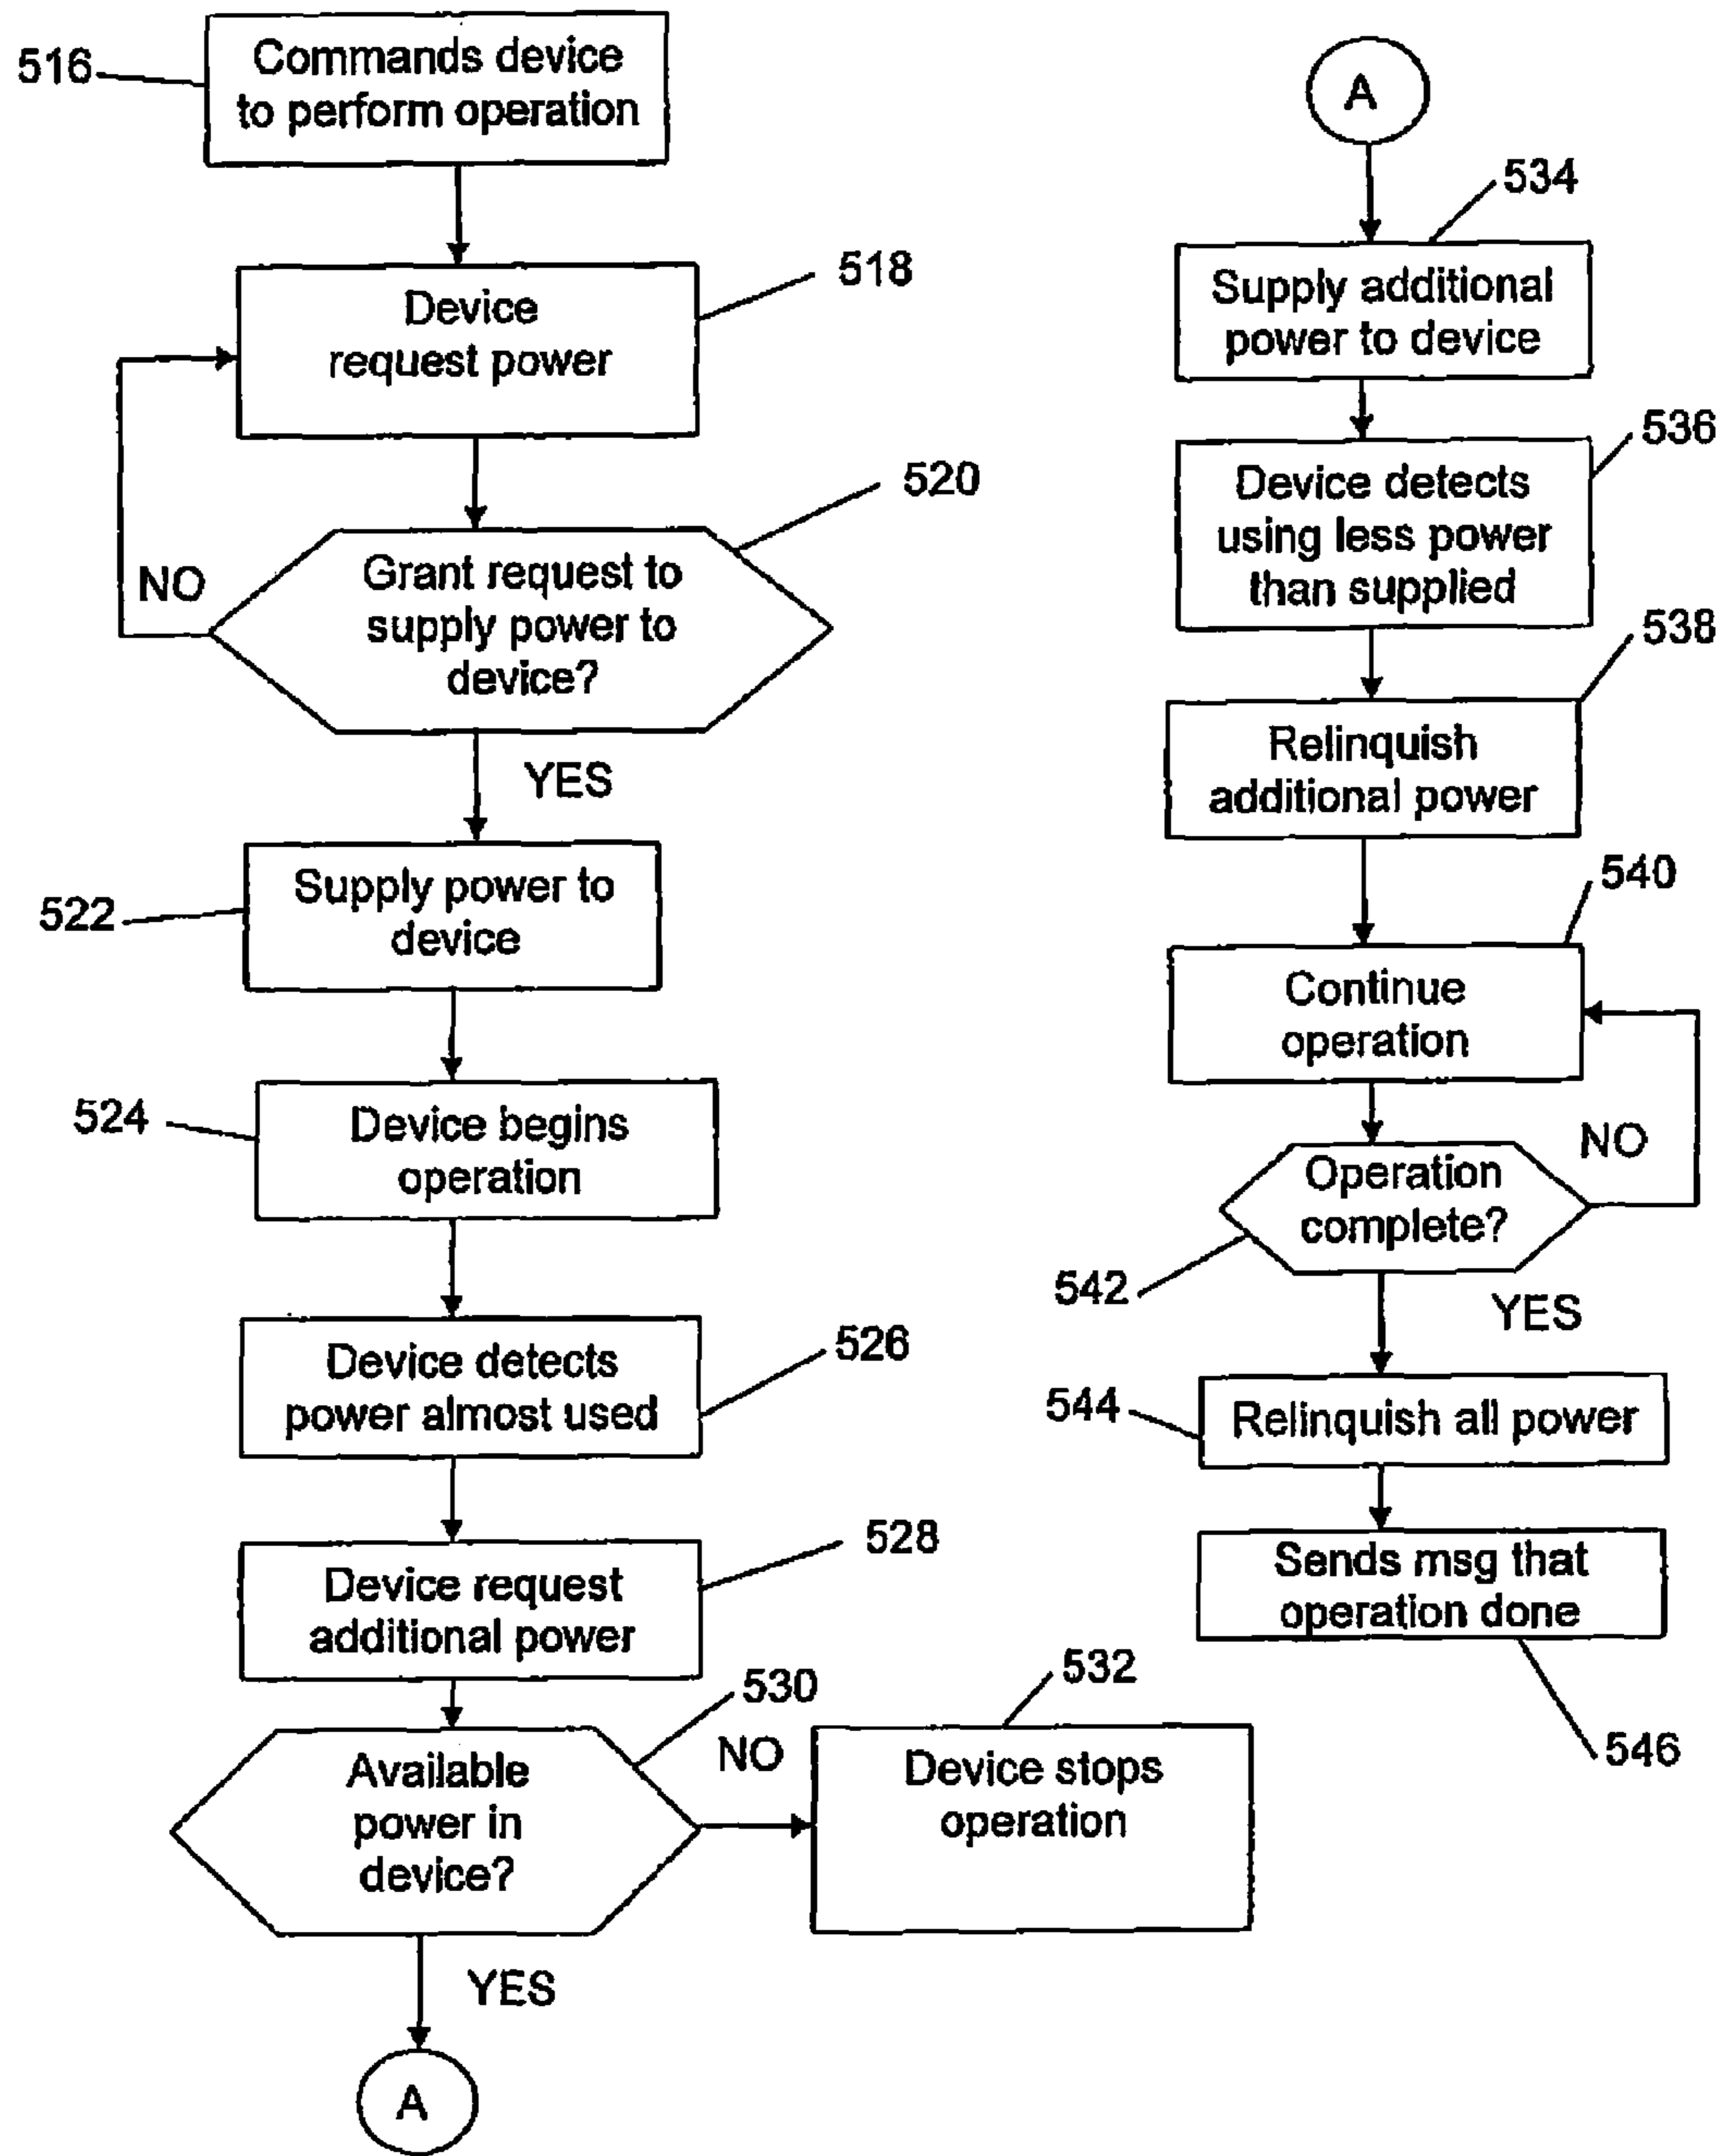 516
Commands device
to perform operation
518
Device
request power
520
NO
Grant request to
supply power to
device?
YES
522
Supply power to
device
524
Device begins
operation
526
Device detects
power almost used
528
Device request
additional power
530
Available
power in
device?
NO
532
Device stops
operation
YES
A
A
534
Supply additional
power to device
536
Device detects
using less power
than supplied
538
Relinquish
additional power
540
Continue
operation
NO
Operation
complete?
542
YES
544
Relinquish all power
Sends msg that
operation done
546